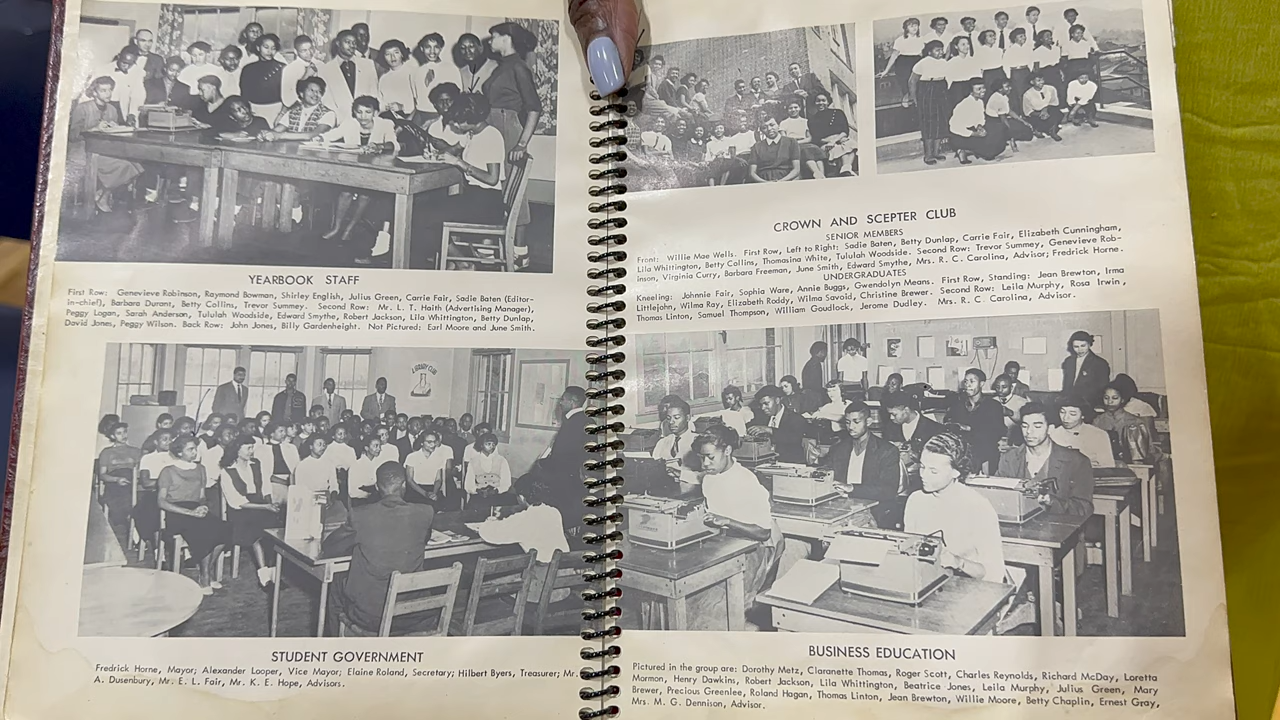 YEARBOOK STAFF
First Row: Genevieve Robinson, Raymond Bowman, Shirley English, Julius Green, Carrie Fair, Sadie Baten (Editor-
in-chief), Barbara Durant, Betty Collins, Trevor Summey. Second Row: Mr. L. T. Haith (Advertising Manager),
Peggy Logan, Sarah Anderson, Tululah Woodside, Edward Smythe, Robert Jackson, Lila Whittington, Betty Dunlap,
David Jones, Peggy Wilson. Back Row: John Jones, Billy Gardenheight. Not Pictured: Earl Moore and June Smith.
LIBRARY CLUB
STUDENT GOVERNMENT
Fredrick Horne, Mayor; Alexander Looper, Vice Mayor; Elaine Roland, Secretary; Hilbert Byers, Treasurer; Mr.
A. Dusenbury, Mr. E. L. Fair, Mr. K. E. Hope, Advisors.
CROWN AND SCEPTER CLUB
SENIOR MEMBERS
Front: Willie Mae Wells. First Row, Left to Right: Sadie Baten, Betty Dunlap, Carrie Fair, Elizabeth Cunningham,
Lila Whittington, Betty Collins, Thomasina White, Tululah Woodside. Second Row: Trevor Summey, Genevieve Rob-
inson, Virginia Curry, Barbara Freeman, June Smith, Edward Smythe, Mrs. R. C. Carolina, Advisor; Fredrick Horne.
UNDERGRADUATES
Kneeling: Johnnie Fair, Sophia Ware, Annie Buggs, Gwendolyn Means. First Row, Standing: Jean Brewton, Irma
Littlejohn, Wilma Ray, Elizabeth Roddy, Wilma Savoid, Christine Brewer. Second Row: Leila Murphy, Rosa Irwin,
Thomas Linton, Samuel Thompson, William Goudlock, Jerome Dudley. Mrs. R. C. Carolina, Advisor.
BUSINESS EDUCATION
Pictured in the group are: Dorothy Metz, Claranette Thomas, Roger Scott, Charles Reynolds, Richard McDay, Loretta
Mormon, Henry Dawkins, Robert Jackson, Lila Whittington, Beatrice Jones, Leila Murphy, Julius Green, Mary
Brewer, Precious Greenlee, Roland Hagan, Thomas Linton, Jean Brewton, Willie Moore, Betty Chaplin, Ernest Gray,
Mrs. M. G. Dennison, Advisor.